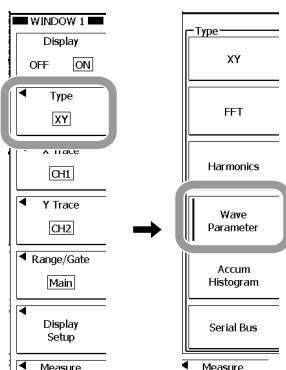 WINDOW 1
Display
OFF ON
Type
XY
X Trace
CH1
Y Trace
CH2
Range/Gate
Main
Display
Setup
Measure
Type
XY
FFT
Harmonics
Wave
Parameter
Accum
Histogram
Serial Bus
Measure